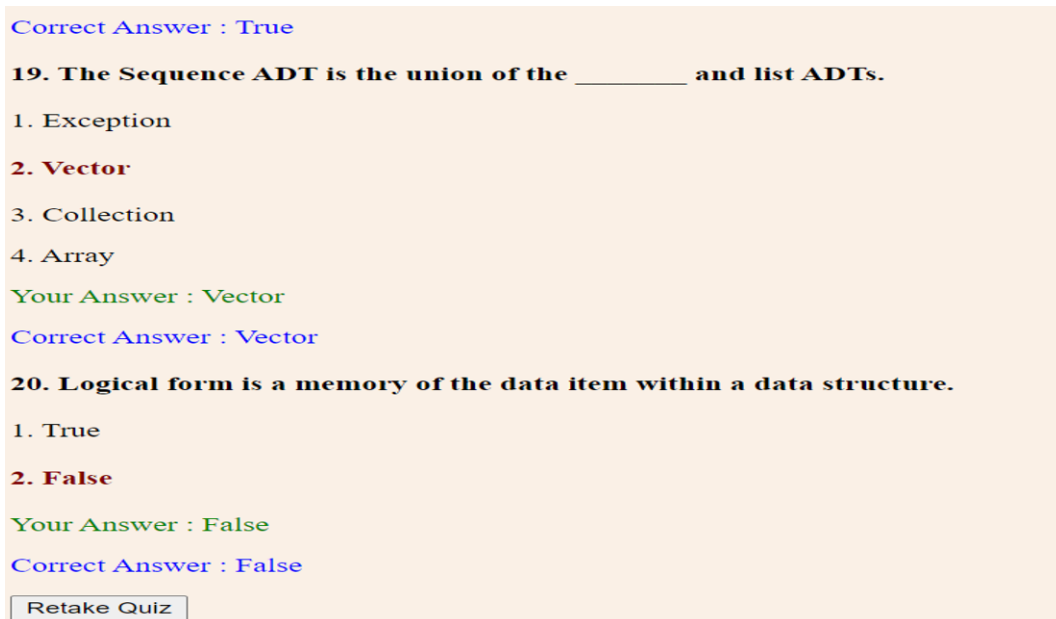 Correct Answer : True
19. The Sequence ADT is the union of the ________ and list ADTs.
1. Exception
2. Vector
3. Collection
4. Array
Your Answer : Vector
Correct Answer : Vector
20. Logical form is a memory of the data item within a data structure.
1. True
2. False
Your Answer : False
Correct Answer : False
Retake Quiz